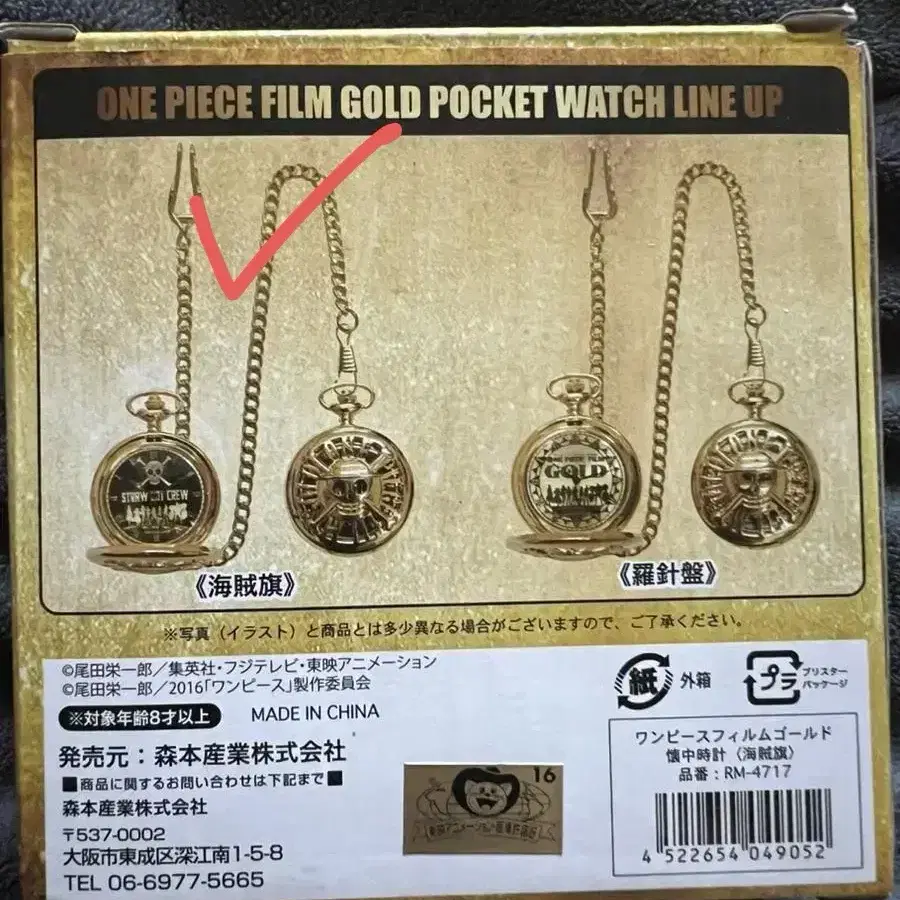 ONE PIECE FILM GOLD POCKET WATCH LINE UP
STRAW HAT CREW
ONE PIECE FILM
GOLD
《海賊旗》
《羅針盤》
※写真（イラスト）と商品とは多少異なる場合がございますので、ご了承ください。
©尾田栄一郎／集英社・フジテレビ・東映アニメーション
©尾田栄一郎／2016「ワンピース」製作委員会
※対象年齢8才以上
MADE IN CHINA
発売元：森本産業株式会社
■商品に関するお問い合わせは下記まで■
森本産業株式会社
〒537-0002
大阪市東成区深江南1-5-8
TEL 06-6977-5665
16
東映アニメーション
紙
外箱
プラ
ブリスター
パッケージ
ワンピースフィルムゴールド
懐中時計〈海賊旗〉
品番：RM-4717
4 522654 049052